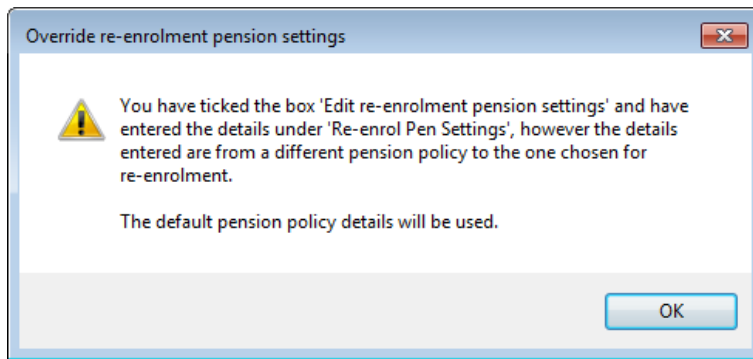 Override re-enrolment pension settings
You have ticked the box 'Edit re-enrolment pension settings' and have
entered the details under 'Re-enrol Pen Settings', however the details
entered are from a different pension policy to the one chosen for
re-enrolment.
The default pension policy details will be used.
OK